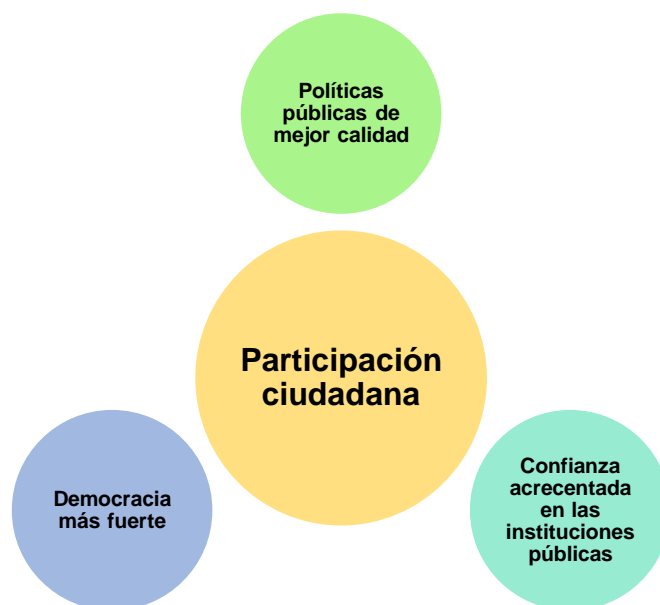 Políticas
públicas de
mejor calidad
Participación
ciudadana
Democracia
más fuerte
Confianza
acrecentada
en las
instituciones
públicas